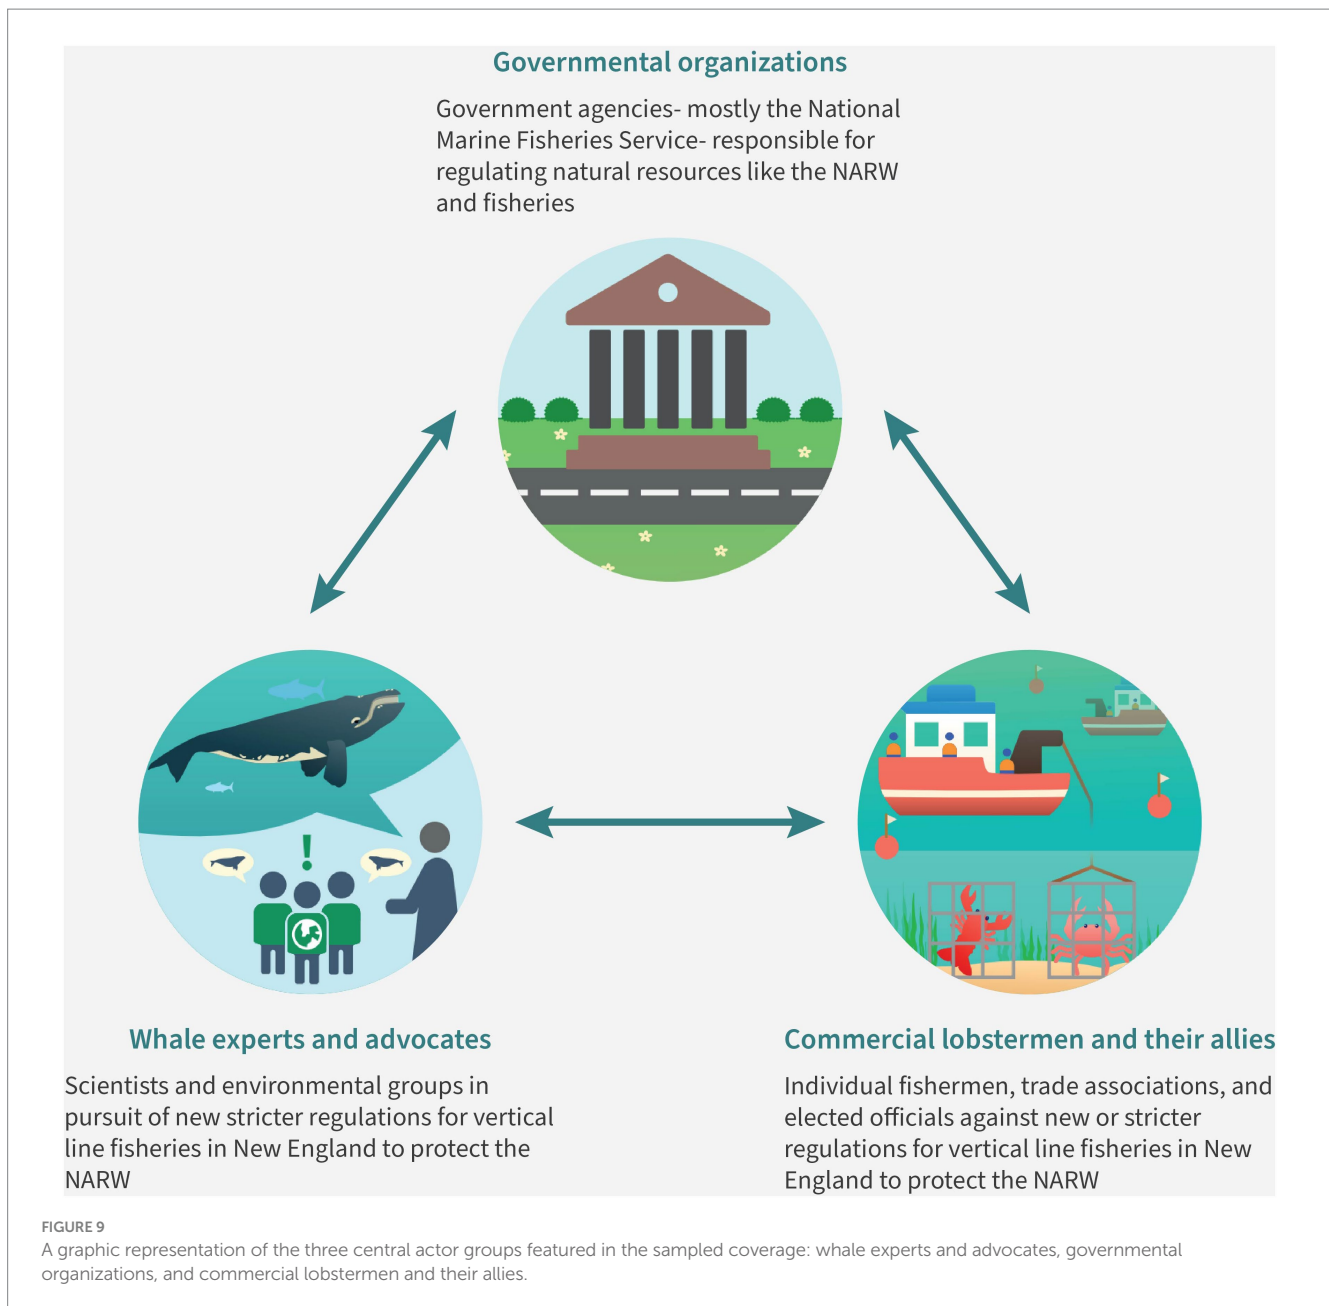 Governmental organizations
Government agencies- mostly the National
Marine Fisheries Service- responsible for
regulating natural resources like the NARW
and fisheries
!
Whale experts and advocates
Scientists and environmental groups in
pursuit of new stricter regulations for vertical
line fisheries in New England to protect the
NARW
Commercial lobstermen and their allies
Individual fishermen, trade associations, and
elected officials against new or stricter
regulations for vertical line fisheries in New
England to protect the NARW
FIGURE 9
A graphic representation of the three central actor groups featured in the sampled coverage: whale experts and advocates, governmental
organizations, and commercial lobstermen and their allies.